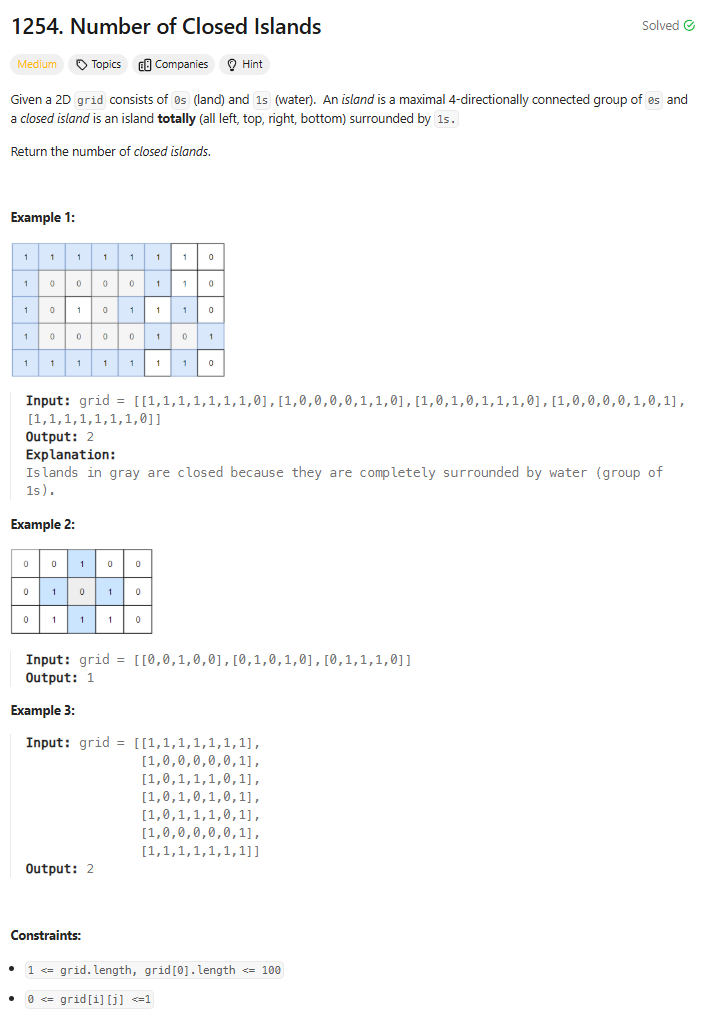 1254. Number of Closed Islands
Solved
Medium Topics Companies Hint
Given a 2D grid consists of 0s (land) and 1s (water). An island is a maximal 4-directionally connected group of 0s and
a closed island is an island totally (all left, top, right, bottom) surrounded by 1s.
Return the number of closed islands.
Example 1:
1 1 1 1 1 1 1 0
1 0 0 0 0 1 1 0
1 0 1 0 1 1 1 0
1 0 0 0 0 1 0 1
1 1 1 1 1 1 1 0
Input: grid = [[1,1,1,1,1,1,1,0],[1,0,0,0,0,1,1,0],[1,0,1,0,1,1,1,0],[1,0,0,0,0,1,0,1],
[1,1,1,1,1,1,1,0]]
Output: 2
Explanation:
Islands in gray are closed because they are completely surrounded by water (group of
1s).
Example 2:
0 0 1 0 0
0 1 0 1 0
0 1 1 1 0
Input: grid = [[0,0,1,0,0],[0,1,0,1,0],[0,1,1,1,0]]
Output: 1
Example 3:
Input: grid = [[1,1,1,1,1,1,1],
[1,0,0,0,0,0,1],
[1,0,1,1,1,0,1],
[1,0,1,0,1,0,1],
[1,0,1,1,1,0,1],
[1,0,0,0,0,0,1],
[1,1,1,1,1,1,1]]
Output: 2
Constraints:
• 1 <= grid.length, grid[0].length <= 100
• 0 <= grid[i][j] <=1